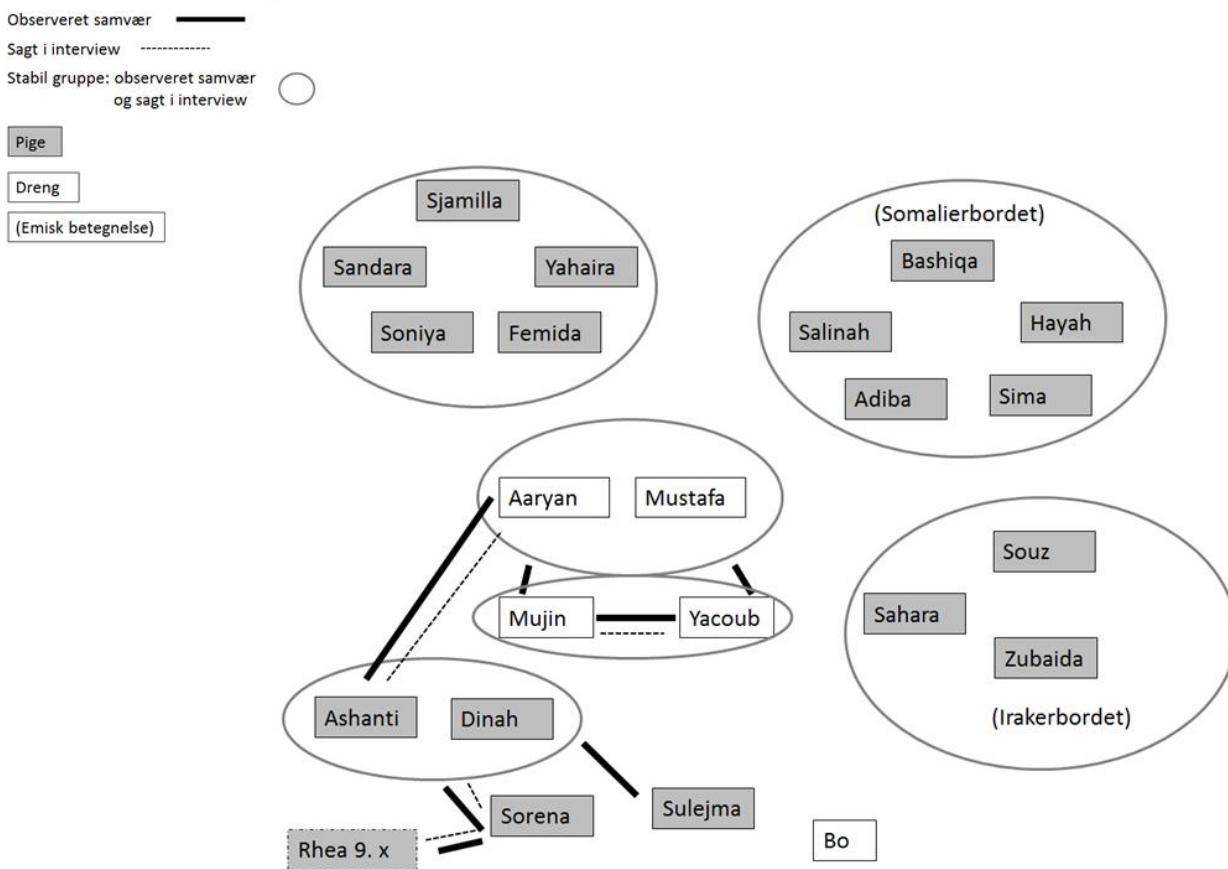 Observeret samvær
Sagt i interview
Stabil gruppe: observeret samvær
og sagt i interview
Pige
Dreng
(Emisk betegnelse)
Sjamilla
Sandara
Yahaira
Soniya
Femida
(Somalierbordet)
Bashiqa
Salinah
Hayah
Adiba
Sima
Aaryan
Mustafa
Mujin
Yacoub
Souz
Sahara
Zubaida
(Irakerbordet)
Ashanti
Dinah
Sorena
Sulejma
Rhea 9. x
Bo